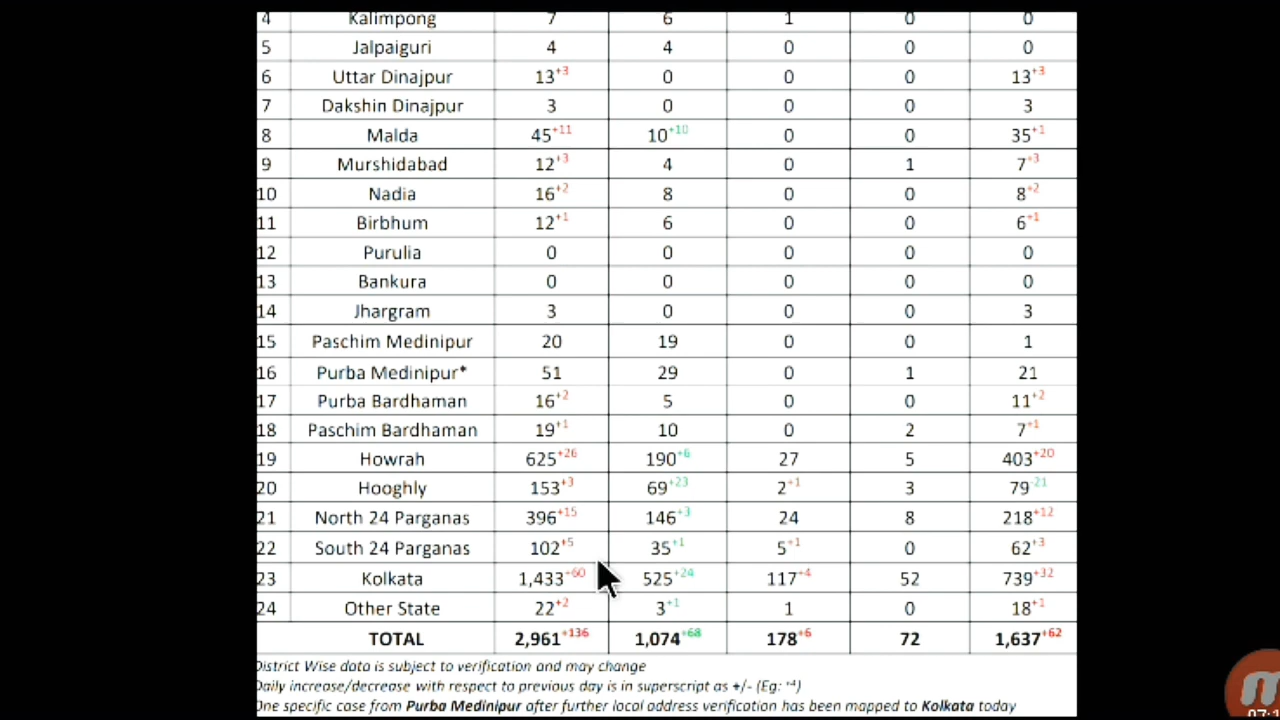 4 Kalimpong 7 6 1 0 0
5 Jalpaiguri 4 4 0 0 0
6 Uttar Dinajpur 13+3 0 0 0 13+3
7 Dakshin Dinajpur 3 0 0 0 3
8 Malda 45+11 10+10 0 0 35+1
9 Murshidabad 12+3 4 0 1 7+3
10 Nadia 16+2 8 0 0 8+2
11 Birbhum 12+1 6 0 0 6+1
12 Purulia 0 0 0 0 0
13 Bankura 0 0 0 0 0
14 Jhargram 3 0 0 0 3
15 Paschim Medinipur 20 19 0 0 1
16 Purba Medinipur* 51 29 0 1 21
17 Purba Bardhaman 16+2 5 0 0 11+2
18 Paschim Bardhaman 19+1 10 0 2 7+1
19 Howrah 625+26 190+6 27 5 403+20
20 Hooghly 153+3 69+23 2+1 3 79-21
21 North 24 Parganas 396+15 146+3 24 8 218+12
22 South 24 Parganas 102+5 35+1 5+1 0 62+3
23 Kolkata 1,433+60 525+24 117+4 52 739+32
24 Other State 22+2 3+1 1 0 18+1
TOTAL 2,961+136 1,074+68 178+6 72 1,637+62
District Wise data is subject to verification and may change
Daily increase/decrease with respect to previous day is in superscript as +/- (Eg: +4)
One specific case from Purba Medinipur after further local address verification has been mapped to Kolkata today